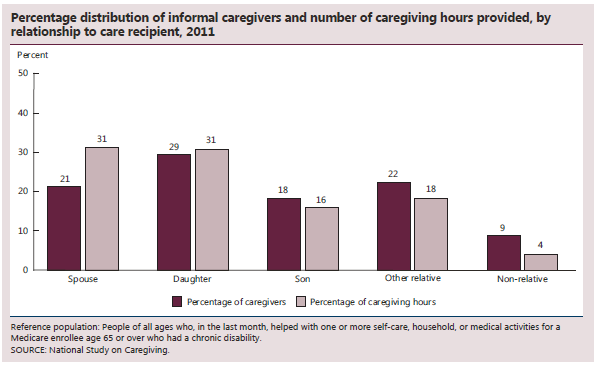 Percentage distribution of informal caregivers and number of caregiving hours provided, by
relationship to care recipient, 2011
Percent
50
40
30
20
10
0
21
31
29
31
18
16
22
18
9
4
Spouse
Daughter
Son
Other relative
Non-relative
Percentage of caregivers
Percentage of caregiving hours
Reference population: People of all ages who, in the last month, helped with one or more self-care, household, or medical activities for a
Medicare enrollee age 65 or over who had a chronic disability.
SOURCE: National Study on Caregiving.